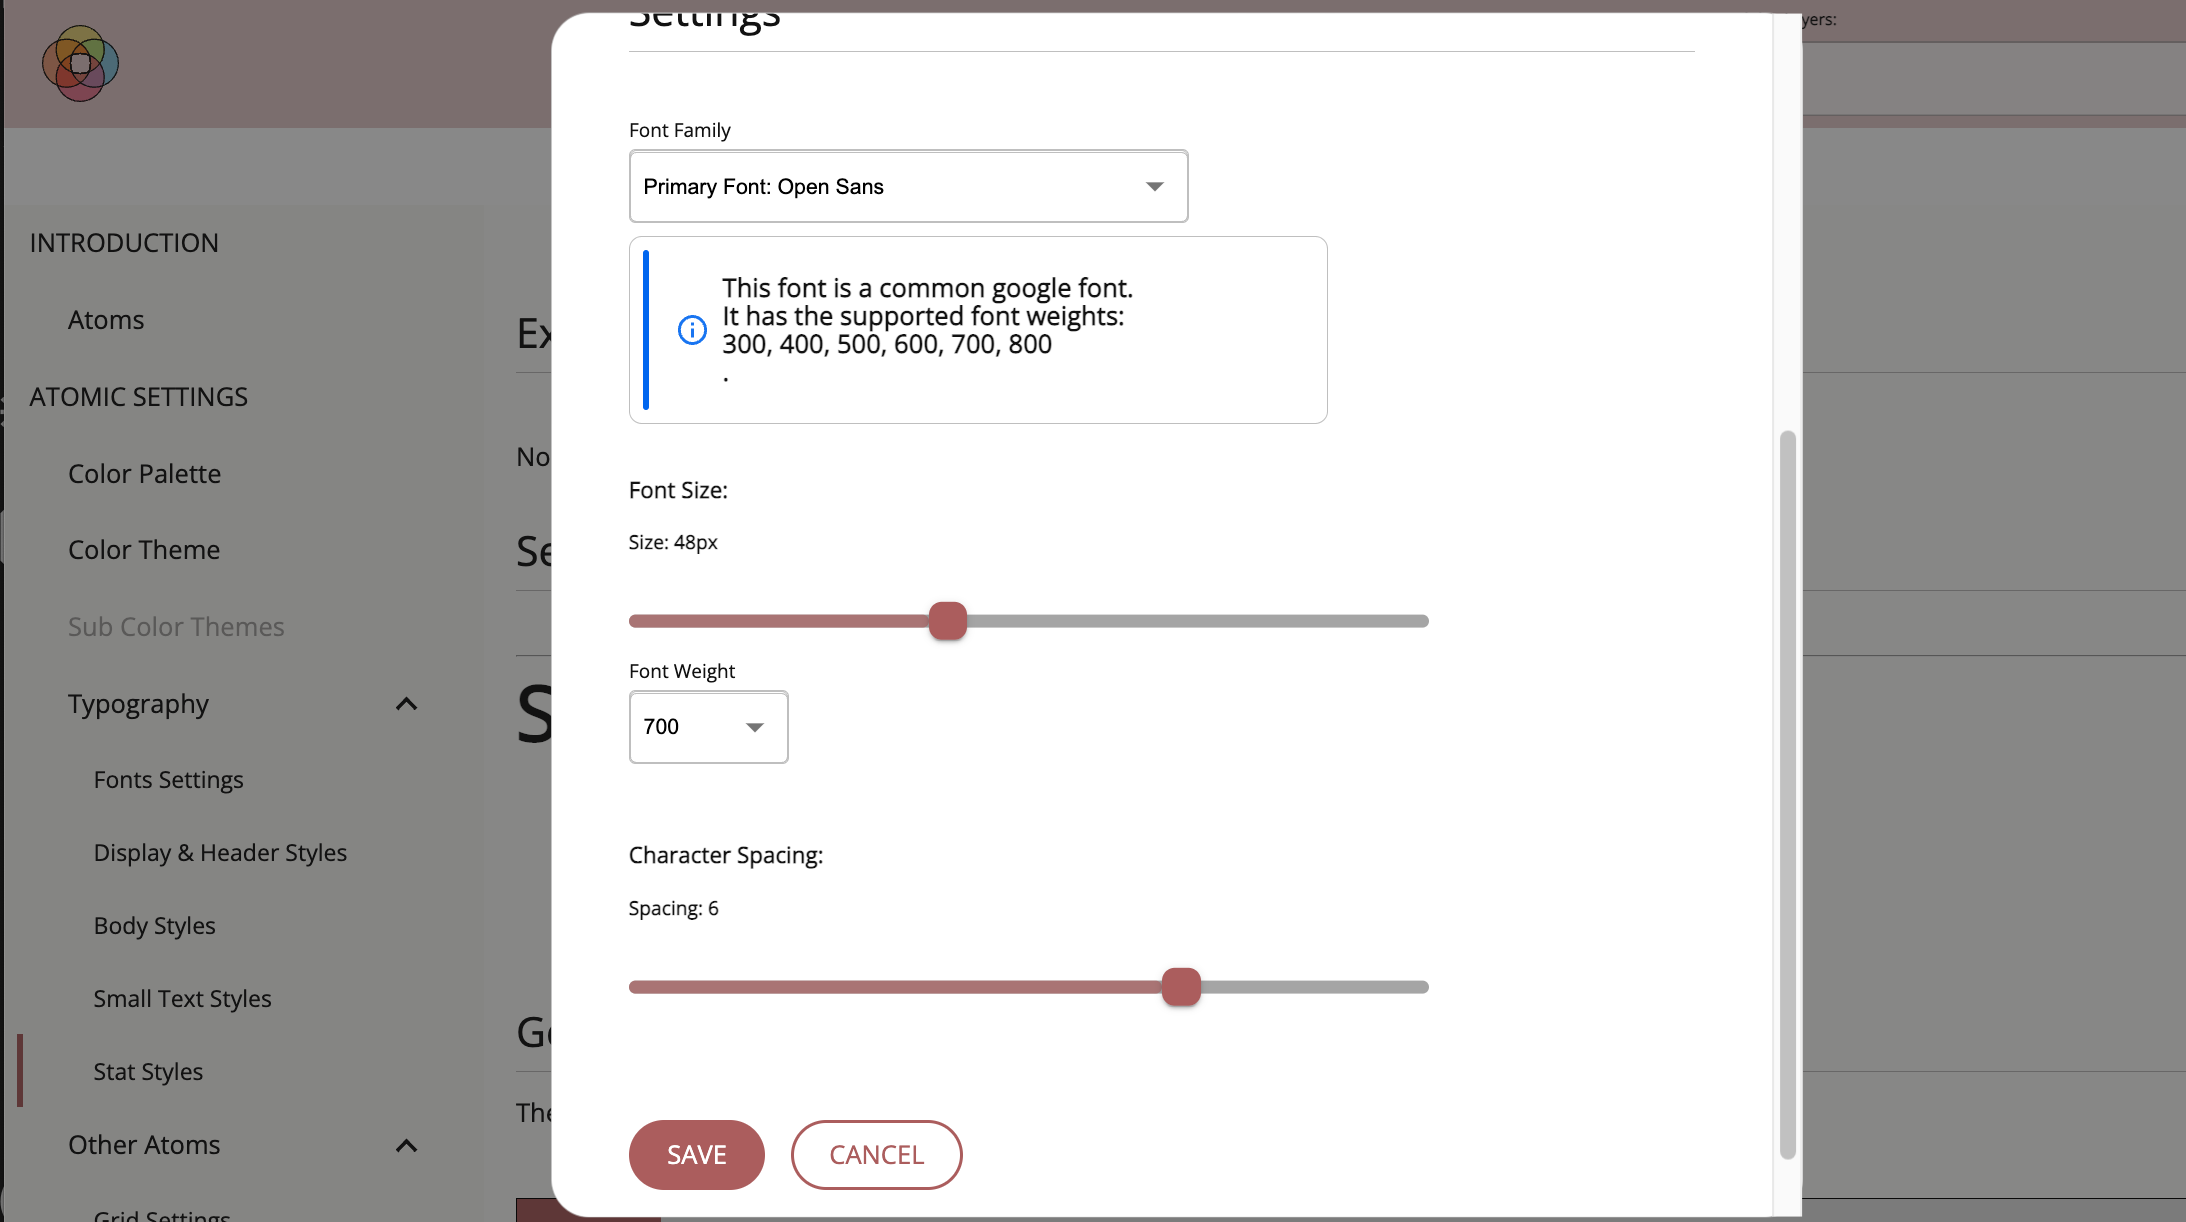 Settings
yers:
Font Family
Primary Font: Open Sans
This font is a common google font.
It has the supported font weights:
300, 400, 500, 600, 700, 800
.
Font Size:
Size: 48px
Font Weight
700
Character Spacing:
Spacing: 6
SAVE
CANCEL
INTRODUCTION
Atoms
ATOMIC SETTINGS
Color Palette
Color Theme
Sub Color Themes
Typography
Fonts Settings
Display & Header Styles
Body Styles
Small Text Styles
Stat Styles
Other Atoms
Grid Settings
Ex
No
Se
S
Ge
The